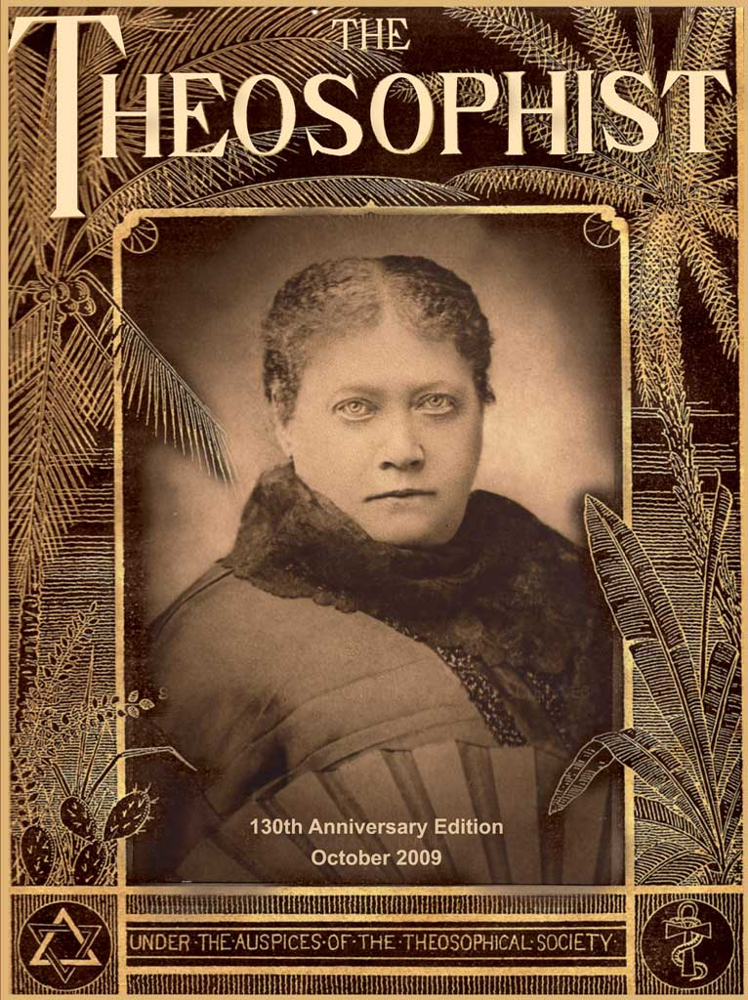 THE
THEOSOPHIST
130th Anniversary Edition
October 2009
UNDER·THE·AUSPICES·OF·THE·THEOSOPHICAL·SOCIETY·